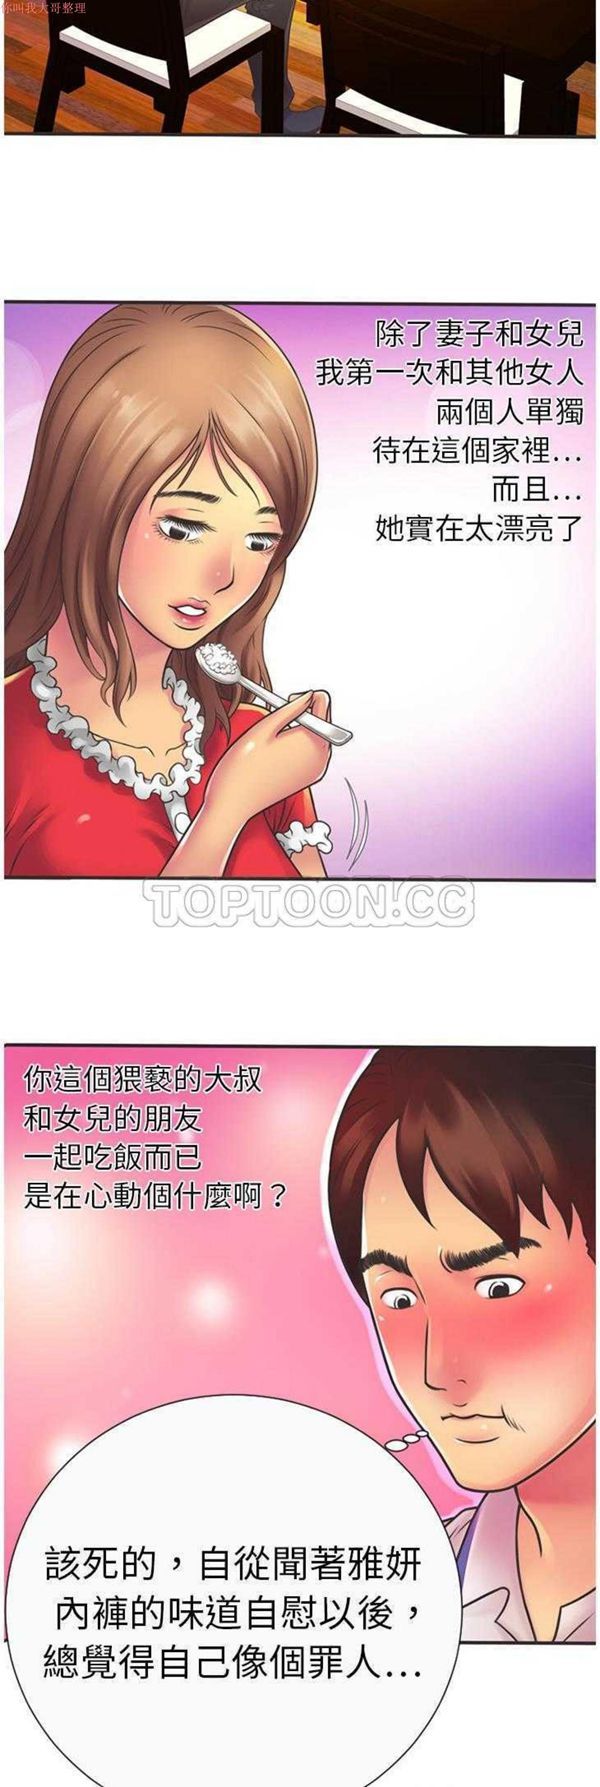 你叫我大哥整理
除了妻子和女兒
我第一次和其他女人
兩個人單獨
待在這個家裡...
而且...
她實在太漂亮了
TOPTOON.CC
你這個猥褻的大叔
和女兒的朋友
一起吃飯而已
是在心動個什麼啊？
該死的，自從聞著雅妍
內褲的味道自慰以後，
總覺得自己像個罪人...